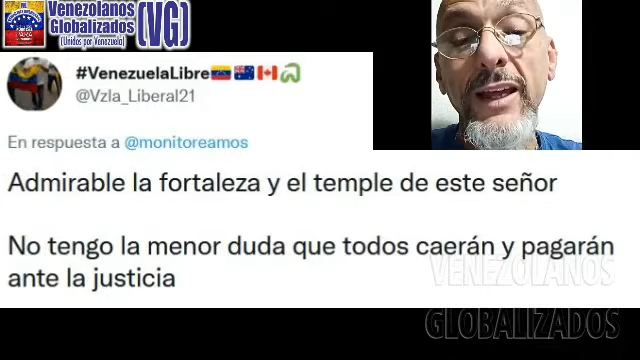 Venezolanos
Globalizados
(Unidos por Venezuela)
(VG)
#VenezuelaLibre
@Vzla_Liberal21
En respuesta a @monitoreamos
Admirable la fortaleza y el temple de este señor
No tengo la menor duda que todos caerán y pagarán
ante la justicia
VENEZOLANOS
GLOBALIZADOS